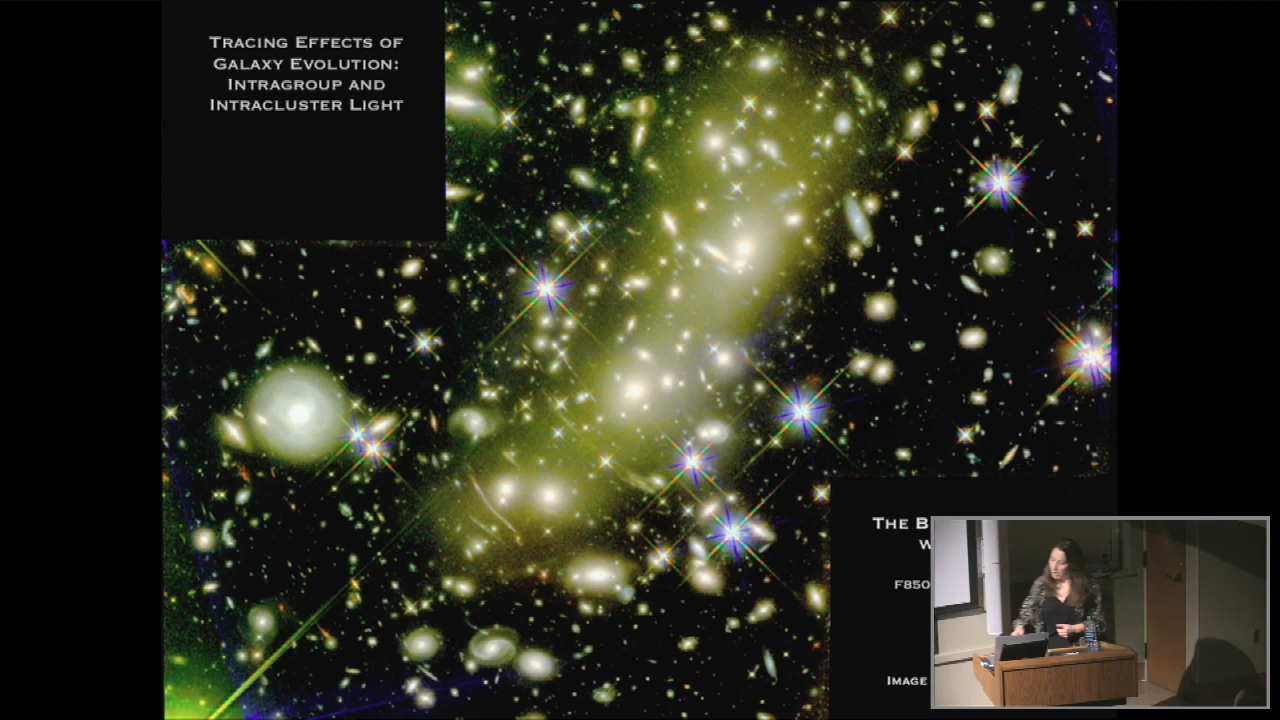 Tracing Effects of
Galaxy Evolution:
Intragroup and
Intracluster Light
The
F850
Image